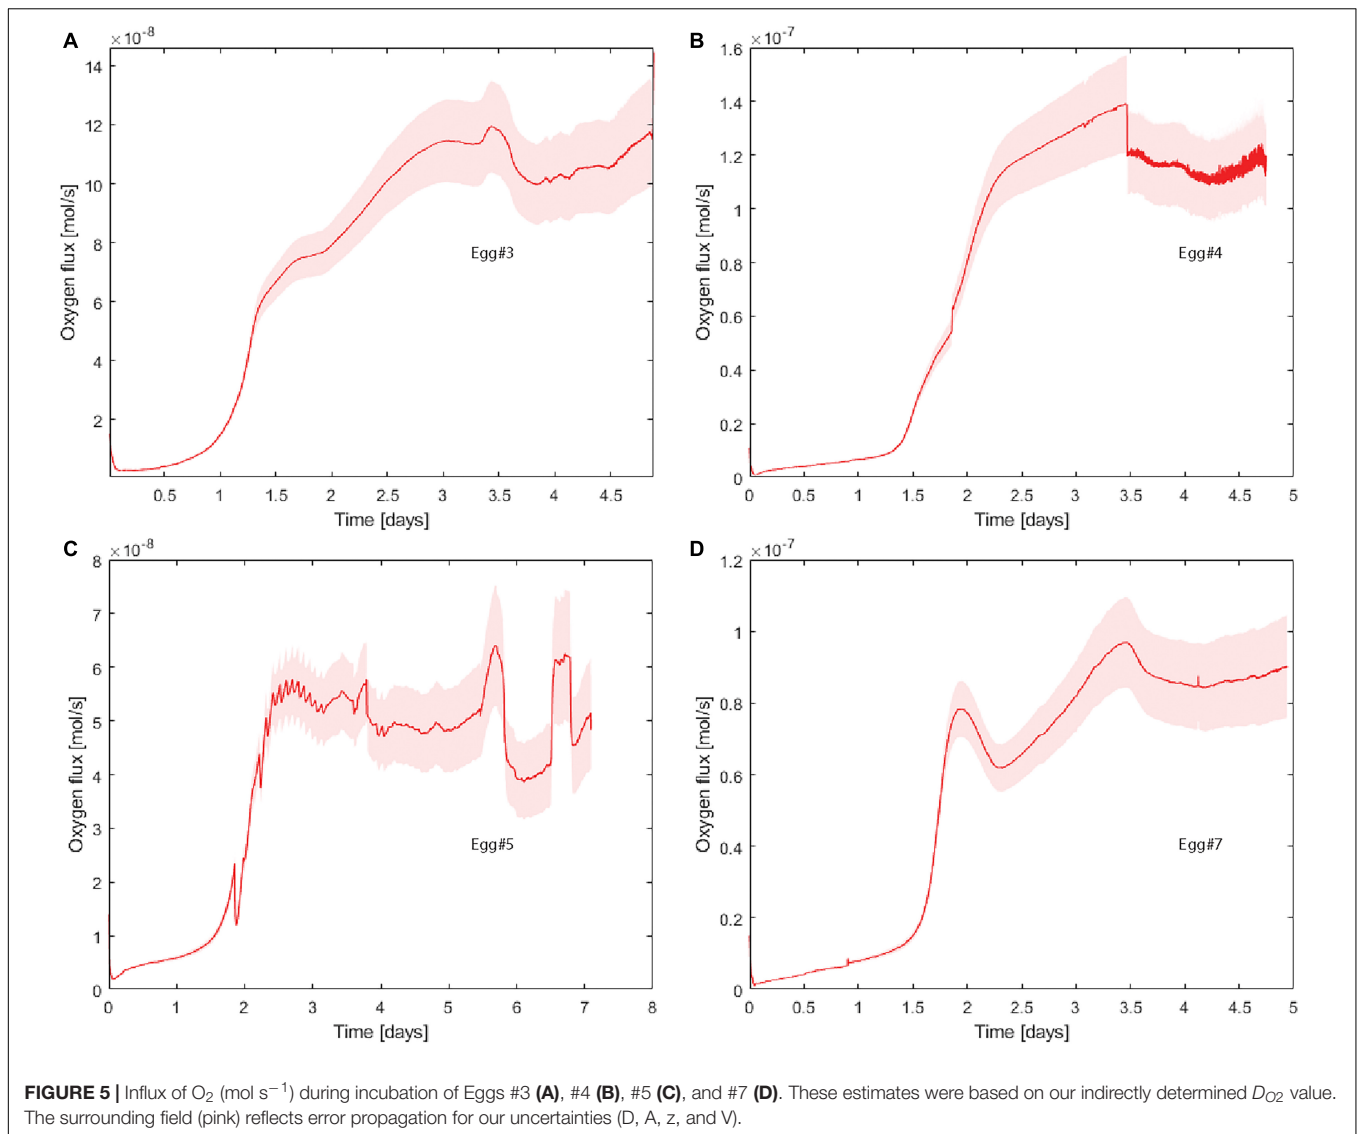 A
×10-8
14
12
10
8
6
4
2
Oxygen flux [mol/s]
Egg#3
0.5 1 1.5 2 2.5 3 3.5 4 4.5
Time [days]
B
×10-7
1.6
1.4
1.2
1
0.8
0.6
0.4
0.2
0
Oxygen flux [mol/s]
Egg#4
0 0.5 1 1.5 2 2.5 3 3.5 4 4.5 5
Time [days]
C
×10-8
8
7
6
5
4
3
2
1
0
Oxygen flux [mol/s]
Egg#5
0 1 2 3 4 5 6 7 8
Time [days]
D
×10-7
1.2
1
0.8
0.6
0.4
0.2
0
Oxygen flux [mol/s]
Egg#7
0 0.5 1 1.5 2 2.5 3 3.5 4 4.5 5
Time [days]
FIGURE 5 | Influx of O₂ (mol s⁻¹) during incubation of Eggs #3 (A), #4 (B), #5 (C), and #7 (D). These estimates were based on our indirectly determined D_O2 value.
The surrounding field (pink) reflects error propagation for our uncertainties (D, A, z, and V).